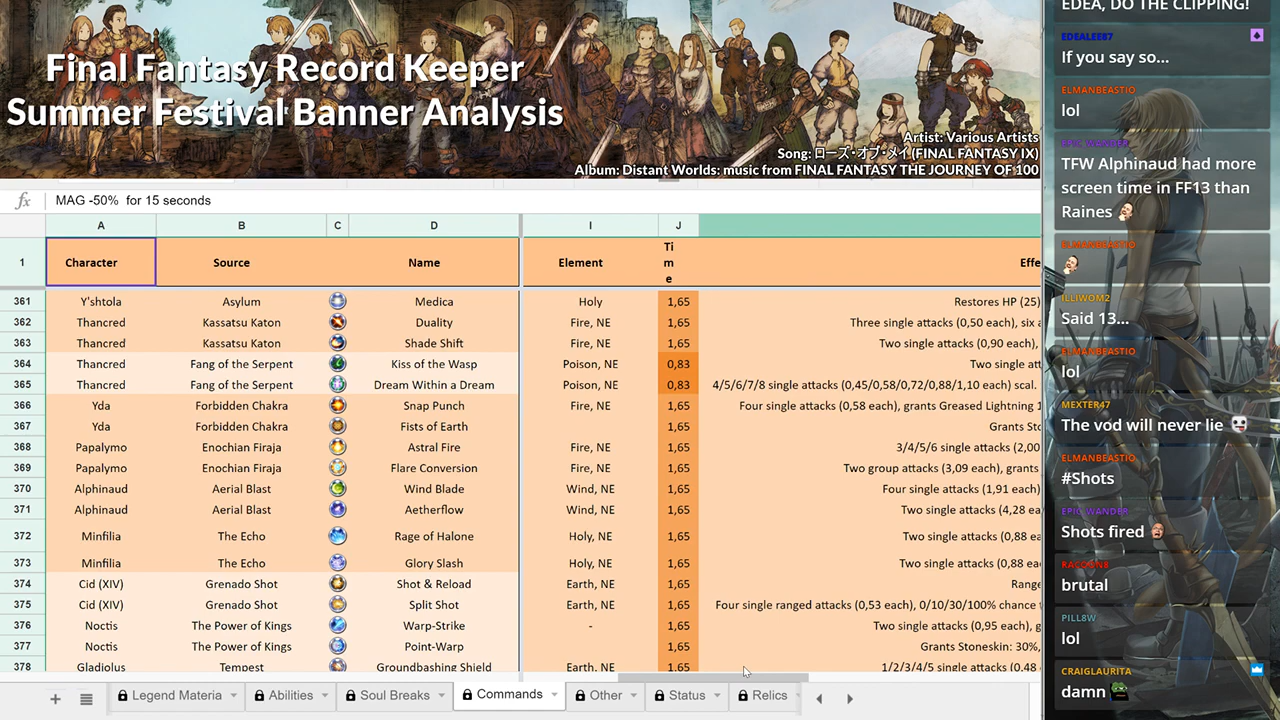 Final Fantasy Record Keeper
Summer Festival Banner Analysis
Artist: Various Artists
Song: ローズ・オブ・メイ (FINAL FANTASY IX)
Album: Distant Worlds: music from FINAL FANTASY THE JOURNEY OF 100
fx MAG -50% for 15 seconds
A B C D I J
1 Character Source Name Element Time Effe
361 Y'shtola Asylum Medica Holy 1,65 Restores HP (25)
362 Thancred Kassatsu Katon Duality Fire, NE 1,65 Three single attacks (0,50 each), six a
363 Thancred Kassatsu Katon Shade Shift Fire, NE 1,65 Two single attacks (0,90 each),
364 Thancred Fang of the Serpent Kiss of the Wasp Poison, NE 0,83 Two single att
365 Thancred Fang of the Serpent Dream Within a Dream Poison, NE 0,83 4/5/6/7/8 single attacks (0,45/0,58/0,72/0,88/1,10 each) scal.
366 Yda Forbidden Chakra Snap Punch Fire, NE 1,65 Four single attacks (0,58 each), grants Greased Lightning 1
367 Yda Forbidden Chakra Fists of Earth 1,65 Grants Sto
368 Papalymo Enochian Firaja Astral Fire Fire, NE 1,65 3/4/5/6 single attacks (2,00
369 Papalymo Enochian Firaja Flare Conversion Fire, NE 1,65 Two group attacks (3,09 each), grants
370 Alphinaud Aerial Blast Wind Blade Wind, NE 1,65 Four single attacks (1,91 each)
371 Alphinaud Aerial Blast Aetherflow Wind, NE 1,65 Two single attacks (4,28 ea
372 Minfilia The Echo Rage of Halone Holy, NE 1,65 Two single attacks (0,88 ea
373 Minfilia The Echo Glory Slash Holy, NE 1,65 Two single attacks (0,88 ea
374 Cid (XIV) Grenado Shot Shot & Reload Earth, NE 1,65 Range
375 Cid (XIV) Grenado Shot Split Shot Earth, NE 1,65 Four single ranged attacks (0,53 each), 0/10/30/100% chance
376 Noctis The Power of Kings Warp-Strike - 1,65 Two single attacks (0,95 each), g
377 Noctis The Power of Kings Point-Warp 1,65 Grants Stoneskin: 30%,
378 Gladiolus Tempest Groundbashing Shield Earth, NE 1,65 1/2/3/4/5 single attacks (0,48
+ Legend Materia Abilities Soul Breaks Commands Other Status Relics
EDEA, DO THE CLIPPING!
EDEALEE87
If you say so...
ELMANBEASTIO
lol
EPIC_WANDER
TFW Alphinaud had more
screen time in FF13 than
Raines
ELMANBEASTIO
ILLIWOM2
Said 13...
ELMANBEASTIO
lol
MEXTER47
The vod will never lie
ELMANBEASTIO
#Shots
EPIC_WANDER
Shots fired
RACOON8
brutal
PILL8W
lol
CRAIGLAURITA
damn